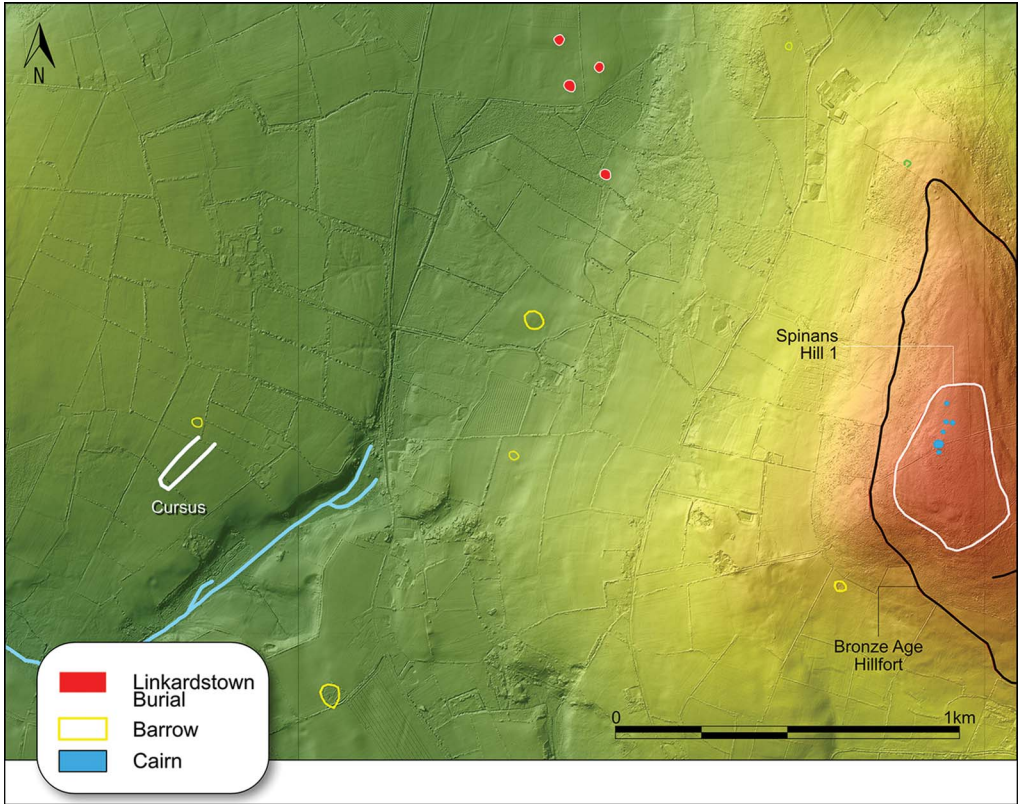 N
Spinans
Hill 1
Cursus
Bronze Age
Hillfort
0 1km
Linkardstown
Burial
Barrow
Cairn